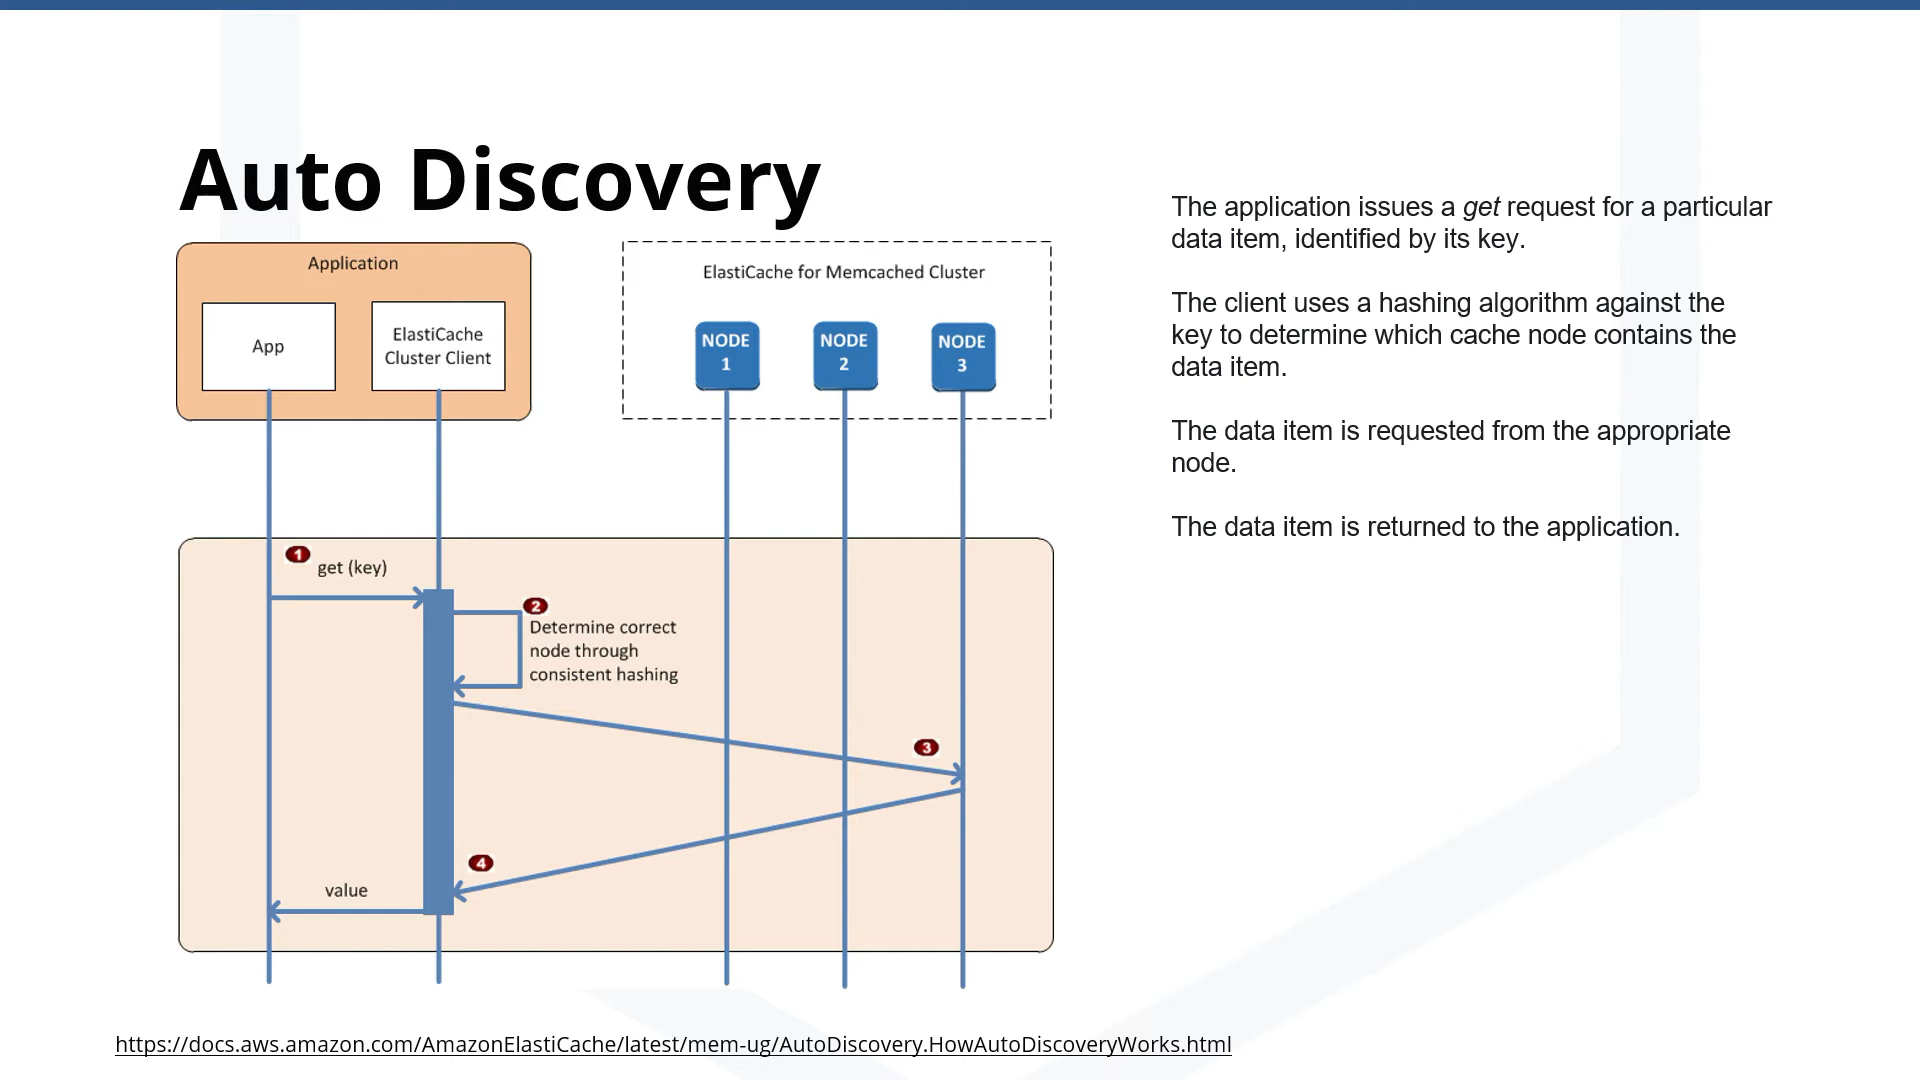 Auto Discovery
Application
App
ElastiCache
Cluster Client
ElastiCache for Memcached Cluster
NODE
1
NODE
2
NODE
3
1
get (key)
2
Determine correct
node through
consistent hashing
3
4
value
The application issues a get request for a particular
data item, identified by its key.
The client uses a hashing algorithm against the
key to determine which cache node contains the
data item.
The data item is requested from the appropriate
node.
The data item is returned to the application.
https://docs.aws.amazon.com/AmazonElastiCache/latest/mem-ug/AutoDiscovery.HowAutoDiscoveryWorks.html